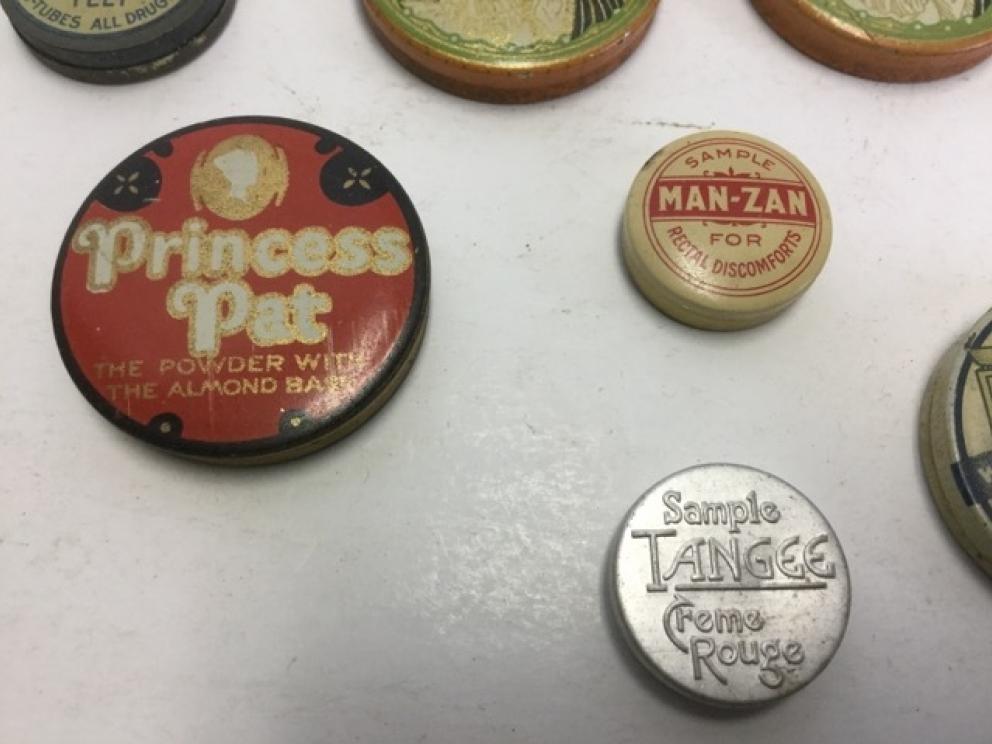 TUBES ALL DRUG
Princess
Pat
THE POWDER WITH
THE ALMOND BASE
SAMPLE
MAN-ZAN
FOR
RECTAL DISCOMFORTS
Sample
TANGEE
Crème
Rouge